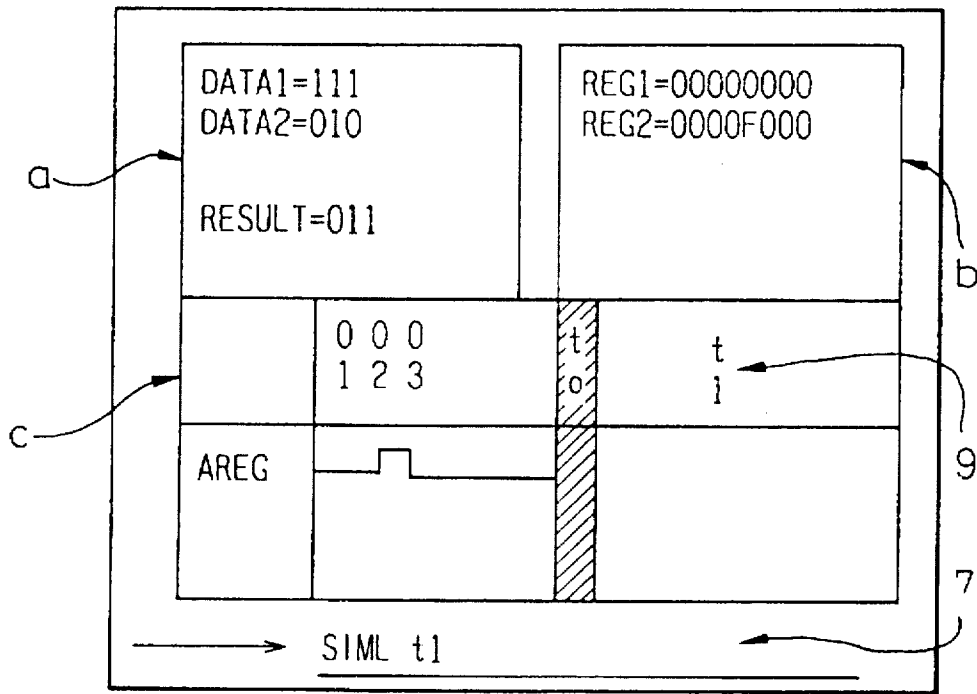 DATA1=111
DATA2=010
RESULT=011
REG1=00000000
REG2=0000F000
a
b
0 0 0
1 2 3
t
o
t
1
c
9
AREG
7
SIML t1